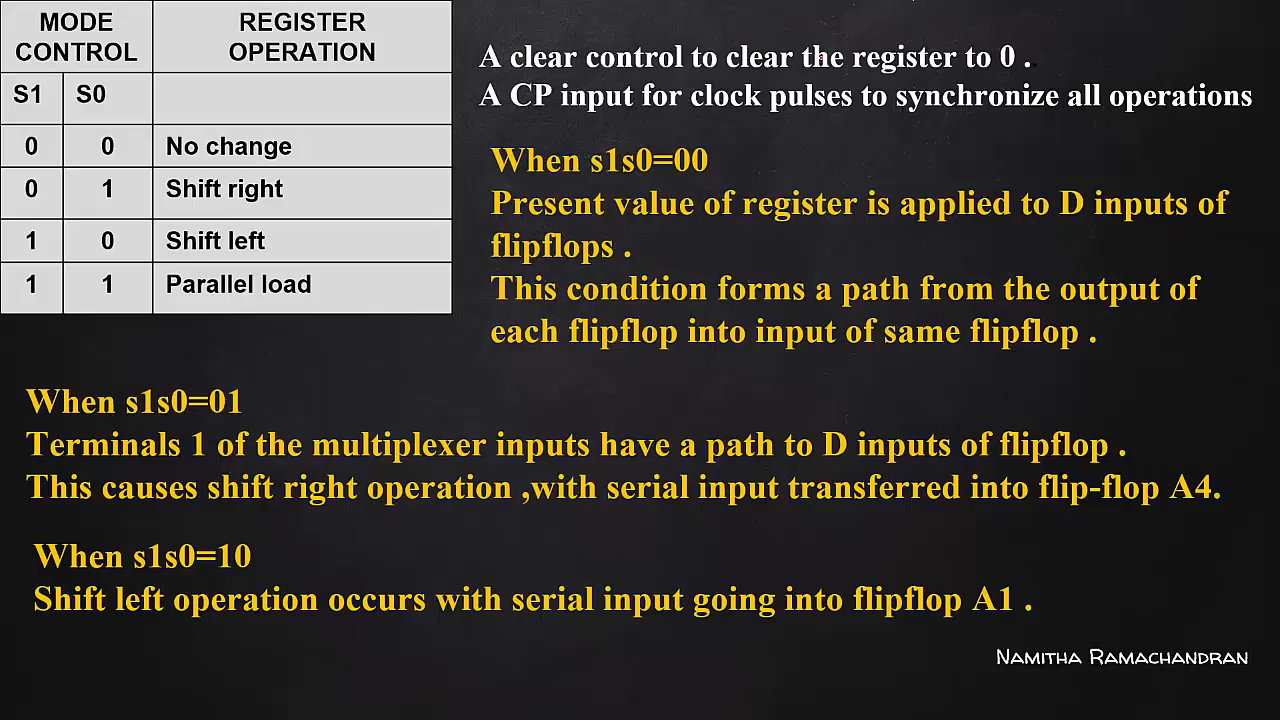 MODE CONTROL REGISTER OPERATION
S1 S0
0 0 No change
0 1 Shift right
1 0 Shift left
1 1 Parallel load
A clear control to clear the register to 0 .
A CP input for clock pulses to synchronize all operations
When s1s0=00
Present value of register is applied to D inputs of
flipflops .
This condition forms a path from the output of
each flipflop into input of same flipflop .
When s1s0=01
Terminals 1 of the multiplexer inputs have a path to D inputs of flipflop .
This causes shift right operation ,with serial input transferred into flip-flop A4.
When s1s0=10
Shift left operation occurs with serial input going into flipflop A1 .
Namitha Ramachandran